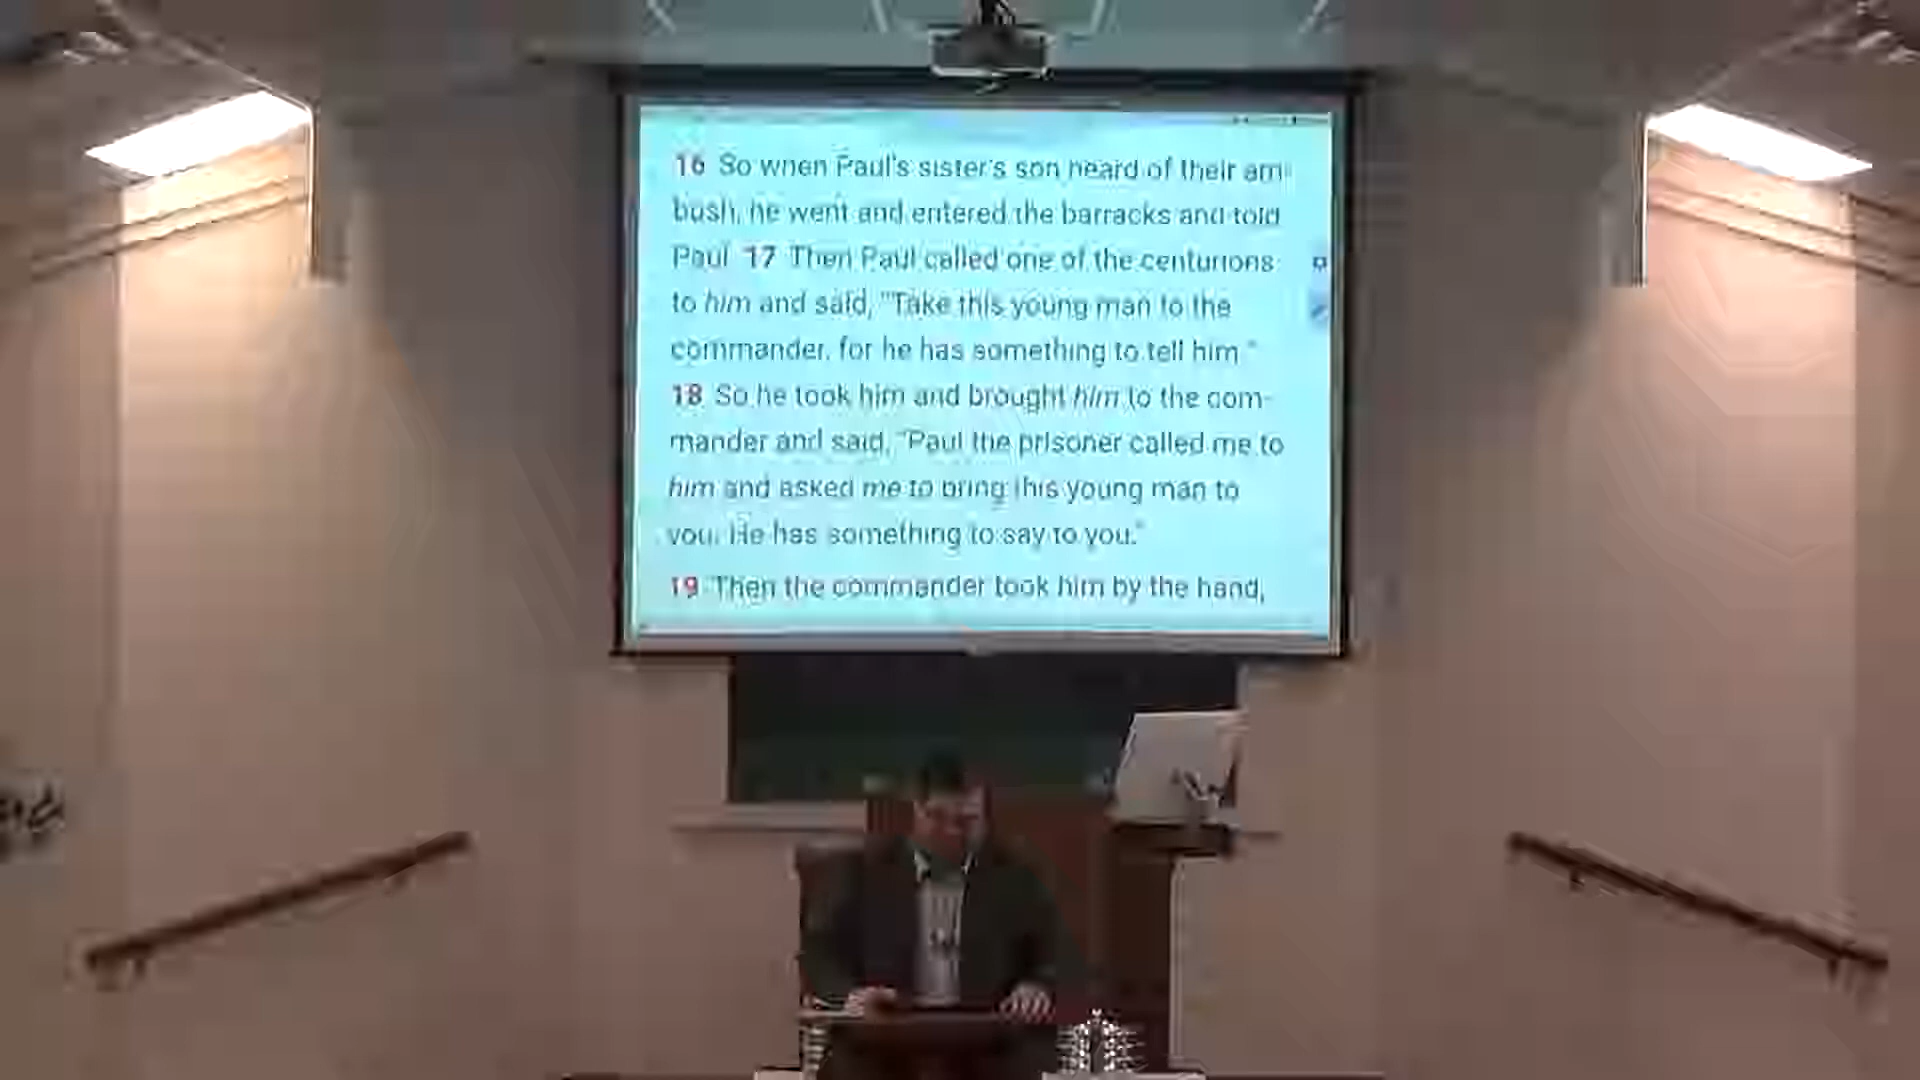 16 So when Paul's sister's son heard of their am-
bush, he went and entered the barracks and told
Paul. 17 Then Paul called one of the centurions
to him and said, "Take this young man to the
commander, for he has something to tell him."
18 So he took him and brought him to the com-
mander and said, "Paul the prisoner called me to
him and asked me to bring this young man to
you. He has something to say to you."
19 Then the commander took him by the hand,